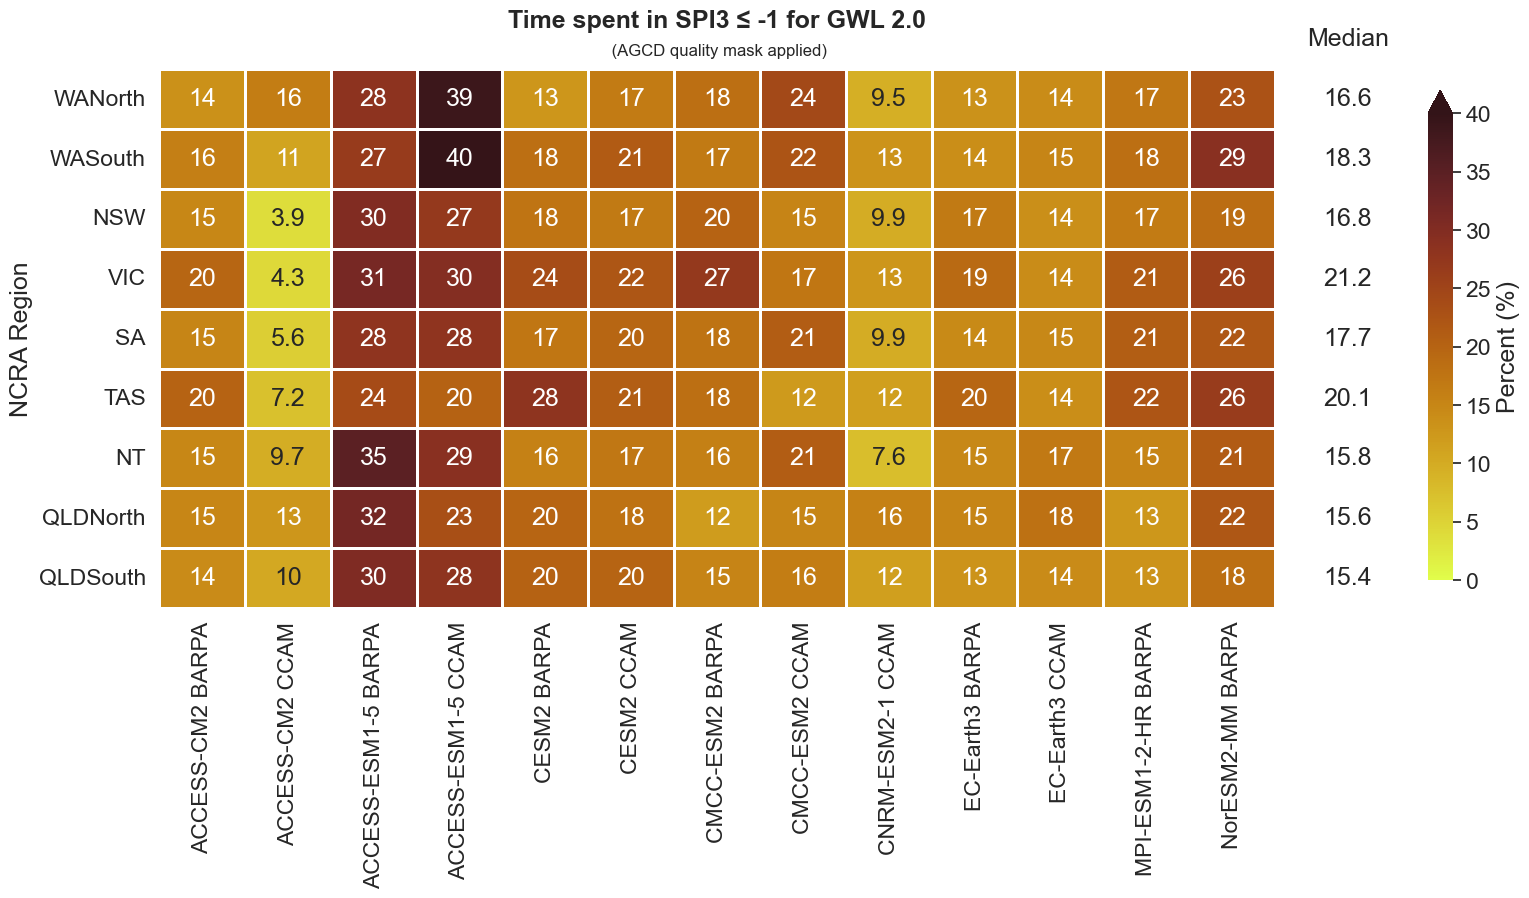 Time spent in SPI3 ≤ -1 for GWL 2.0
(AGCD quality mask applied)
Median
NCRA Region
WANorth 14 16 28 39 13 17 18 24 9.5 13 14 17 23 16.6
WASouth 16 11 27 40 18 21 17 22 13 14 15 18 29 18.3
NSW 15 3.9 30 27 18 17 20 15 9.9 17 14 17 19 16.8
VIC 20 4.3 31 30 24 22 27 17 13 19 14 21 26 21.2
SA 15 5.6 28 28 17 20 18 21 9.9 14 15 21 22 17.7
TAS 20 7.2 24 20 28 21 18 12 12 20 14 22 26 20.1
NT 15 9.7 35 29 16 17 16 21 7.6 15 17 15 21 15.8
QLDNorth 15 13 32 23 20 18 12 15 16 15 18 13 22 15.6
QLDSouth 14 10 30 28 20 20 15 16 12 13 14 13 18 15.4
ACCESS-CM2 BARPA
ACCESS-CM2 CCAM
ACCESS-ESM1-5 BARPA
ACCESS-ESM1-5 CCAM
CESM2 BARPA
CESM2 CCAM
CMCC-ESM2 BARPA
CMCC-ESM2 CCAM
CNRM-ESM2-1 CCAM
EC-Earth3 BARPA
EC-Earth3 CCAM
MPI-ESM1-2-HR BARPA
NorESM2-MM BARPA
40
35
30
25
20
15
10
5
0
Percent (%)